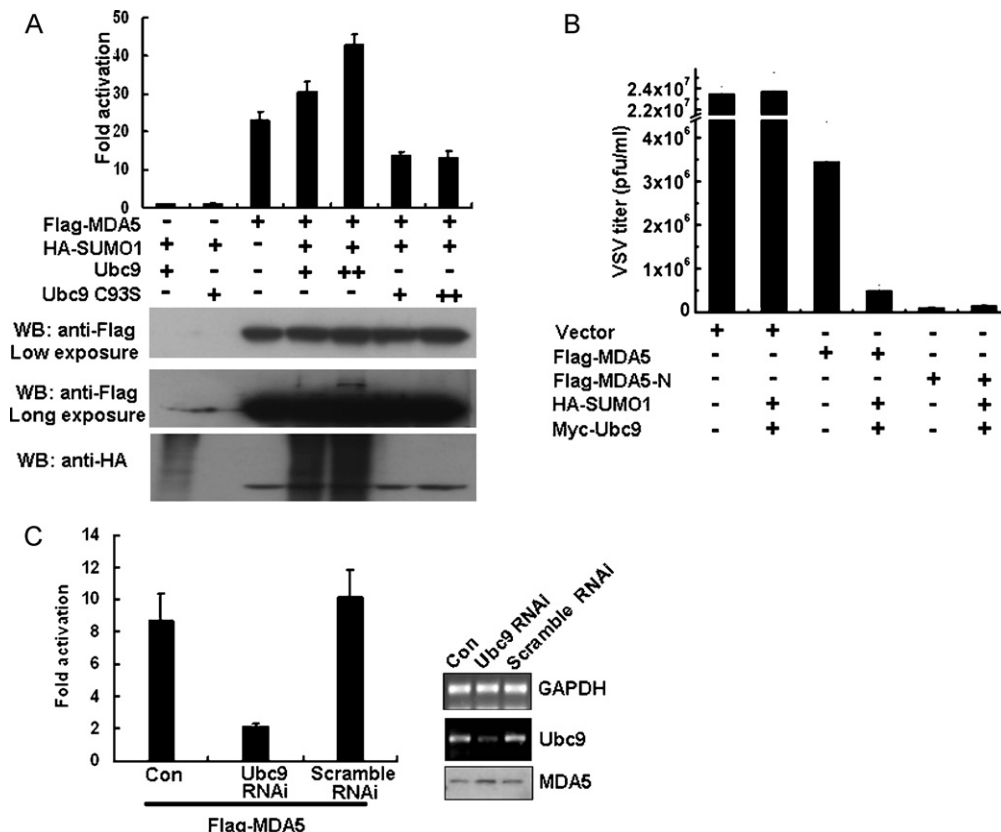 A
Fold activation
50
40
30
20
10
0
Flag-MDA5 - - + + + + +
HA-SUMO1 + + - + + + +
Ubc9 + - - + ++ - -
Ubc9 C93S - + - - - + ++
WB: anti-Flag
Low exposure
WB: anti-Flag
Long exposure
WB: anti-HA
B
VSV titer (pfu/ml)
2.4x10⁷
2.2x10⁷
3x10⁶
2x10⁶
1x10⁶
0
Vector + + - - - -
Flag-MDA5 - - + + - -
Flag-MDA5-N - - - - + +
HA-SUMO1 - + - + - +
Myc-Ubc9 - + - + - +
C
Fold activation
14
12
10
8
6
4
2
0
Con Ubc9 RNAi Scramble RNAi
Flag-MDA5
Con Ubc9 RNAi Scramble RNAi
GAPDH
Ubc9
MDA5